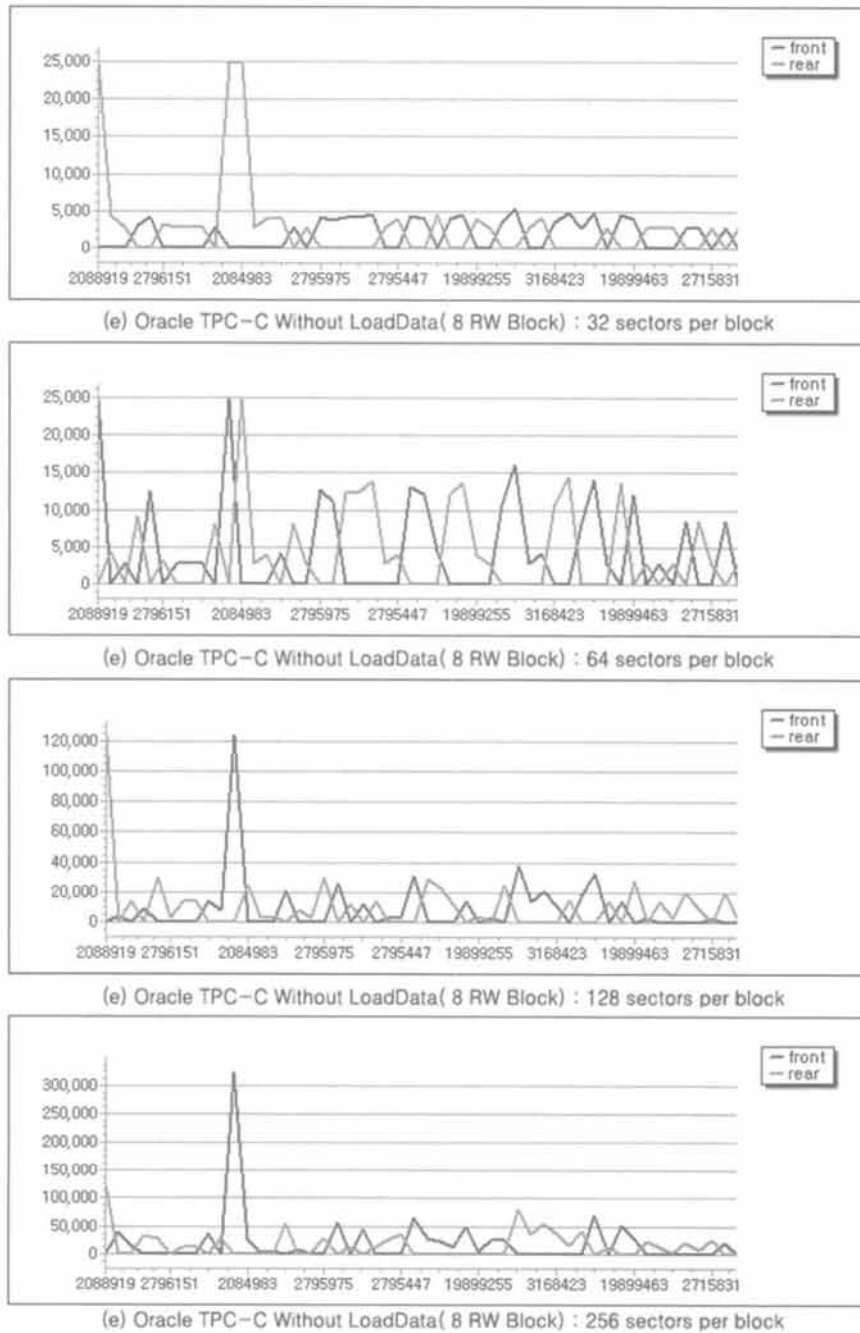 front
rear
25,000
20,000
15,000
10,000
5,000
0
2088919 2796151 2084983 2795975 2795447 19899255 3168423 19899463 2715831
(e) Oracle TPC-C Without LoadData( 8 RW Block) : 32 sectors per block
front
rear
25,000
20,000
15,000
10,000
5,000
0
2088919 2796151 2084983 2795975 2795447 19899255 3168423 19899463 2715831
(e) Oracle TPC-C Without LoadData( 8 RW Block) : 64 sectors per block
front
rear
120,000
100,000
80,000
60,000
40,000
20,000
0
2088919 2796151 2084983 2795975 2795447 19899255 3168423 19899463 2715831
(e) Oracle TPC-C Without LoadData( 8 RW Block) : 128 sectors per block
front
rear
300,000
250,000
200,000
150,000
100,000
50,000
0
2088919 2796151 2084983 2795975 2795447 19899255 3168423 19899463 2715831
(e) Oracle TPC-C Without LoadData( 8 RW Block) : 256 sectors per block